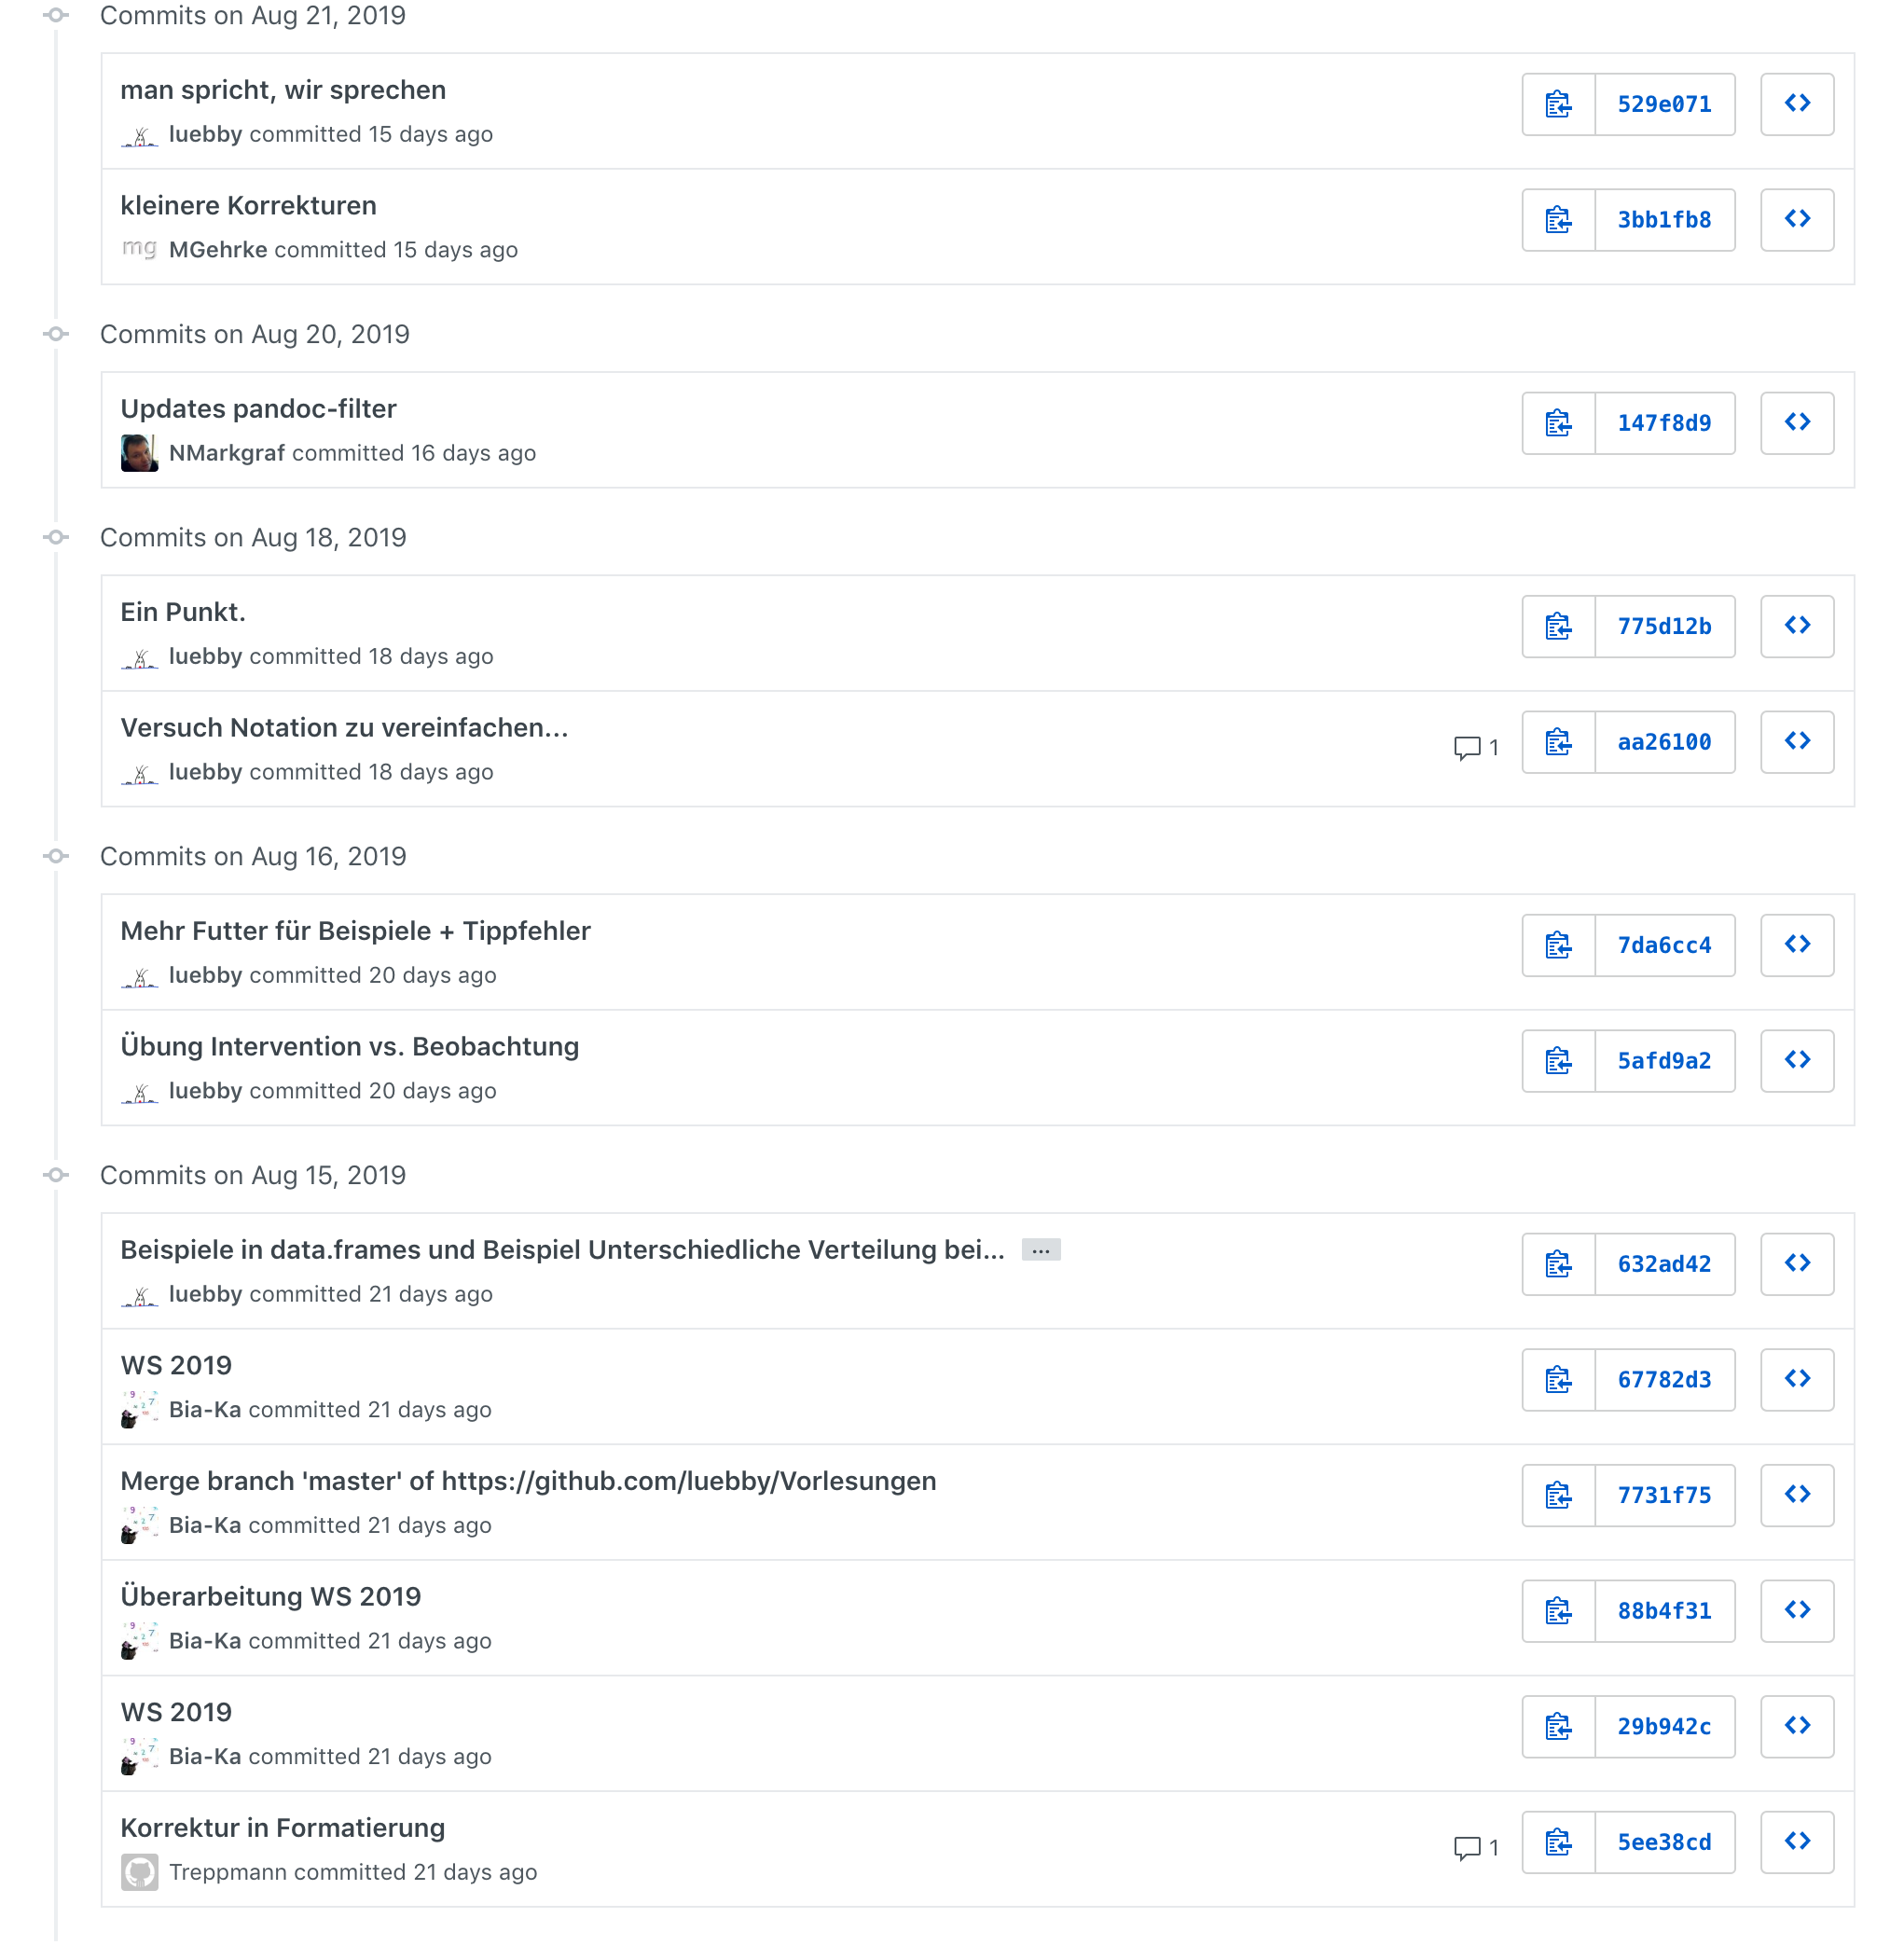 Commits on Aug 21, 2019
man spricht, wir sprechen
529e071
luebby committed 15 days ago
kleinere Korrekturen
3bb1fb8
mg MGehrke committed 15 days ago
Commits on Aug 20, 2019
Updates pandoc-filter
147f8d9
NMarkgraf committed 16 days ago
Commits on Aug 18, 2019
Ein Punkt.
775d12b
luebby committed 18 days ago
Versuch Notation zu vereinfachen...
1 aa26100
luebby committed 18 days ago
Commits on Aug 16, 2019
Mehr Futter für Beispiele + Tippfehler
7da6cc4
luebby committed 20 days ago
Übung Intervention vs. Beobachtung
5afd9a2
luebby committed 20 days ago
Commits on Aug 15, 2019
Beispiele in data.frames und Beispiel Unterschiedliche Verteilung bei... ...
632ad42
luebby committed 21 days ago
WS 2019
67782d3
Bia-Ka committed 21 days ago
Merge branch 'master' of https://github.com/luebby/Vorlesungen
7731f75
Bia-Ka committed 21 days ago
Überarbeitung WS 2019
88b4f31
Bia-Ka committed 21 days ago
WS 2019
29b942c
Bia-Ka committed 21 days ago
Korrektur in Formatierung
1 5ee38cd
Treppmann committed 21 days ago